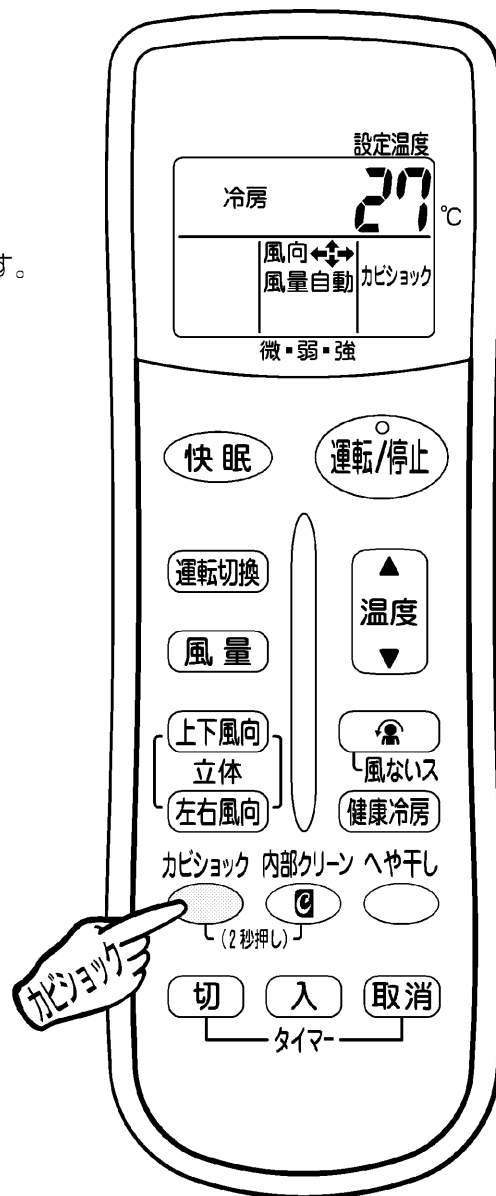 設定温度
冷房 27℃
す。
風向
風量自動 カビショック
微・弱・強
快眠 運転/停止
運転切換
▲
温度
▼
風量
上下風向
立体
左右風向
風ないス
健康冷房
カビショック 内部クリーン へや干し
(2秒押し)
カビショック
切 入 取消
タイマー